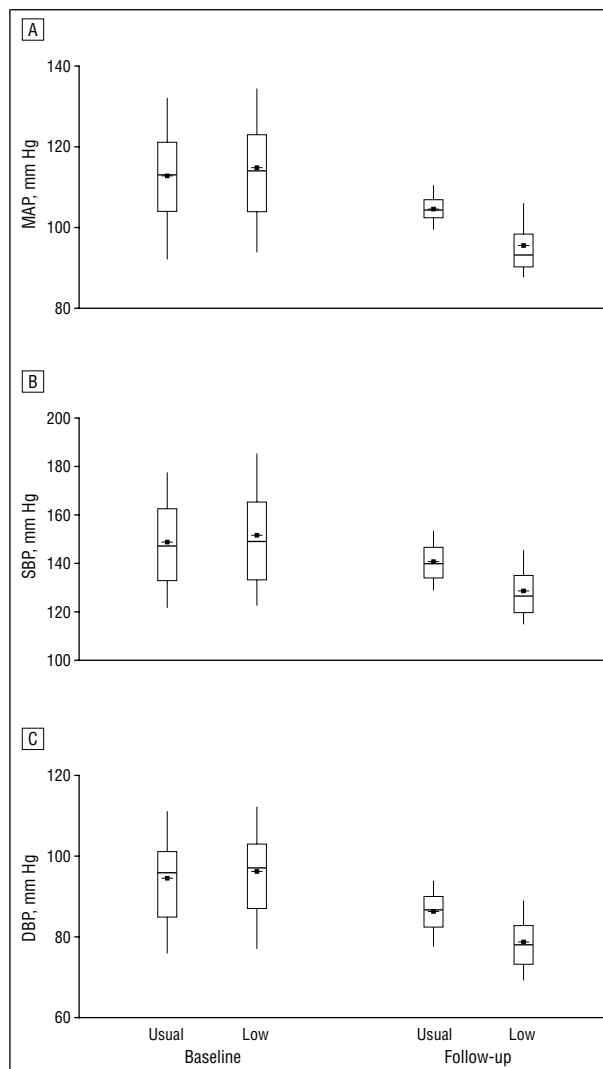 A
MAP, mm Hg
140
120
100
80
B
SBP, mm Hg
200
180
160
140
120
100
C
DBP, mm Hg
120
100
80
60
Usual Low Usual Low
Baseline Follow-up